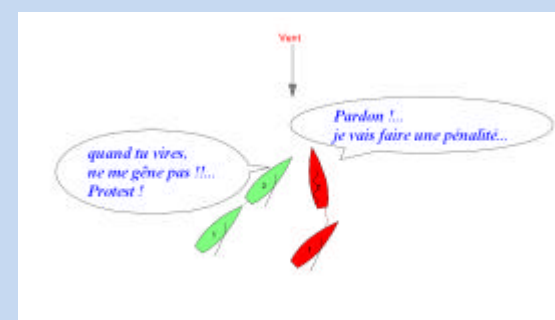 Vent
Pardon !...
je vais faire une pénalité...
quand tu vires,
ne me gêne pas !!...
Protest !